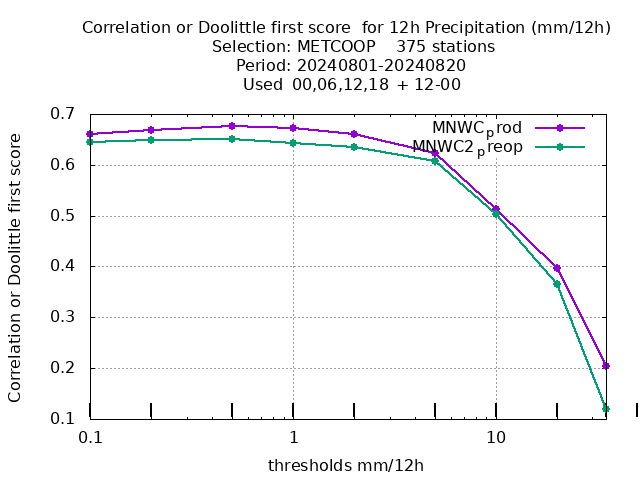 Correlation or Doolittle first score  for 12h Precipitation (mm/12h)
Selection: METCOOP    375 stations
Period: 20240801-20240820
Used  00,06,12,18  + 12-00
MNWCprod
MNWC2preop
Correlation or Doolittle first score
0.7
0.6
0.5
0.4
0.3
0.2
0.1
0.1 1 10
thresholds mm/12h